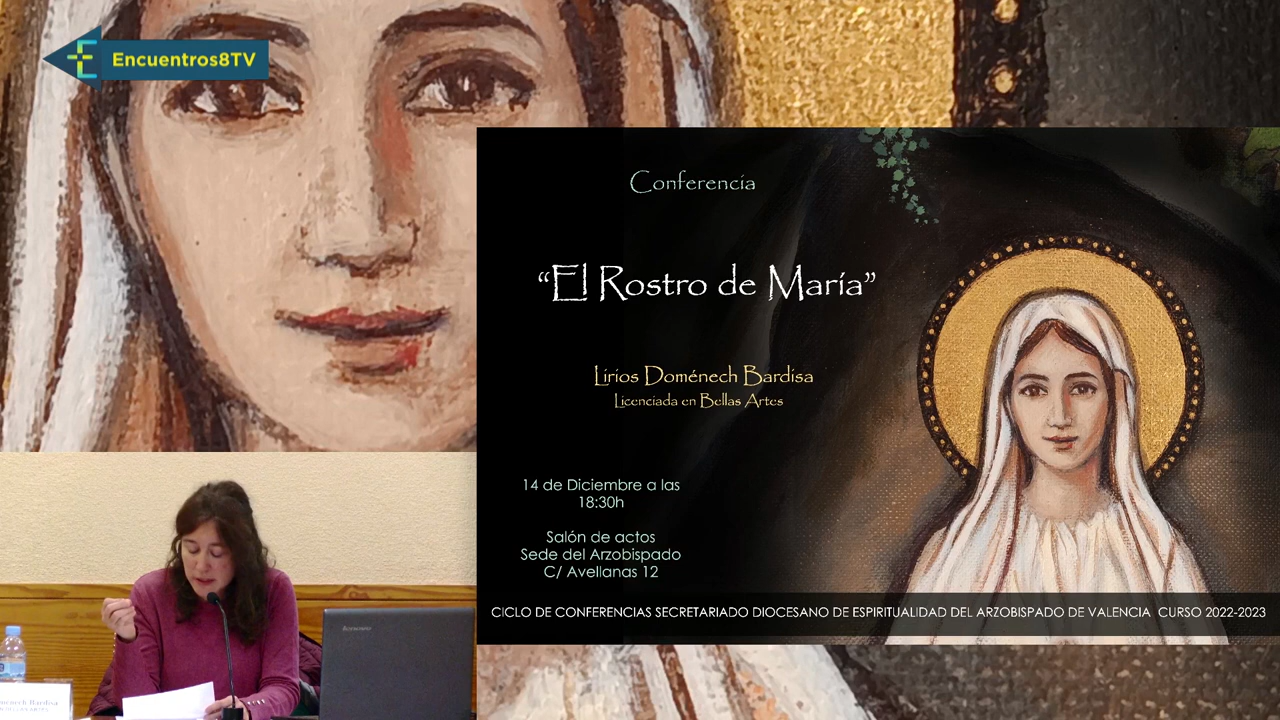 Encuentros8TV
Conferencia
“El Rostro de María”
Lirios Doménech Bardisa
Licenciada en Bellas Artes
14 de Diciembre a las
18:30h
Salón de actos
Sede del Arzobispado
C/ Avellanas 12
CICLO DE CONFERENCIAS SECRETARIADO DIOCESANO DE ESPIRITUALIDAD DEL ARZOBISPADO DE VALENCIA CURSO 2022-2023
lenovo
Bardisa